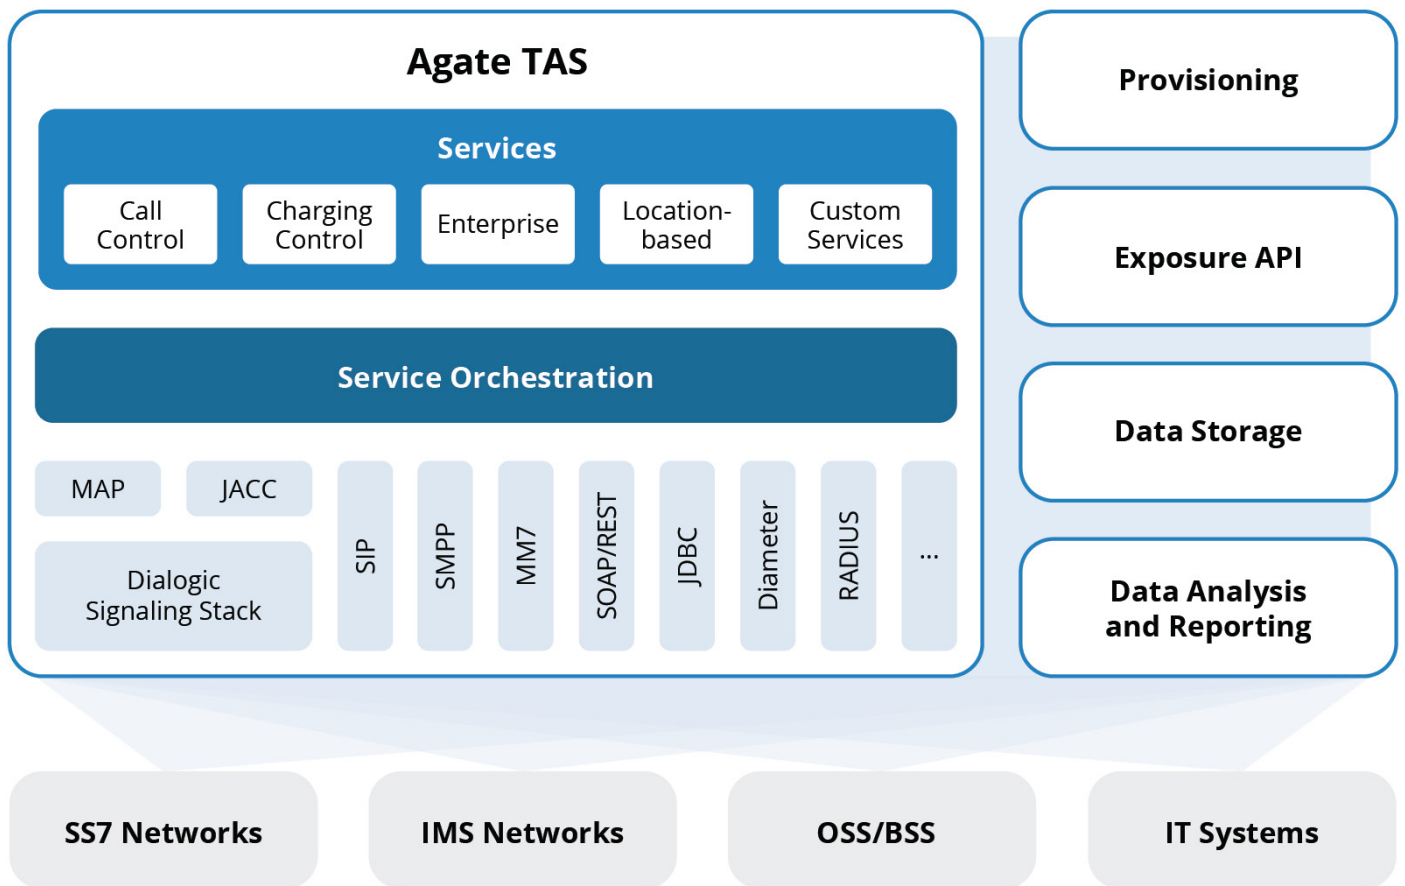 Agate TAS
Services
Call
Control
Charging
Control
Enterprise
Location-
based
Custom
Services
Service Orchestration
MAP
JACC
Dialogic
Signaling Stack
SIP
SMPP
MM7
SOAP/REST
JDBC
Diameter
RADIUS
...
Provisioning
Exposure API
Data Storage
Data Analysis
and Reporting
SS7 Networks
IMS Networks
OSS/BSS
IT Systems